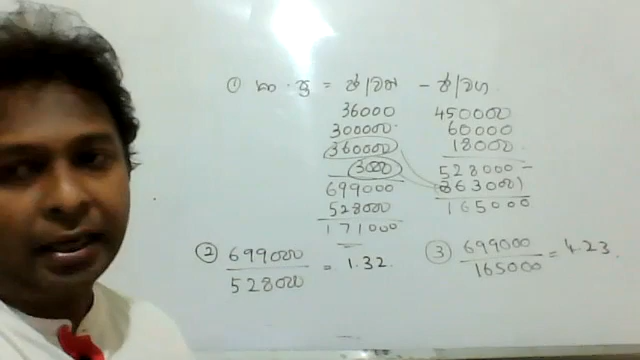 ① කා . ප්‍ර = ජ/වත් - ජ/වග
36000 450000
300000 60000
360000 18000
3000 528000 -
699000 (363000)
528000 165000
171000
② 699000 / 528000 = 1.32
③ 699000 / 165000 = 4.23